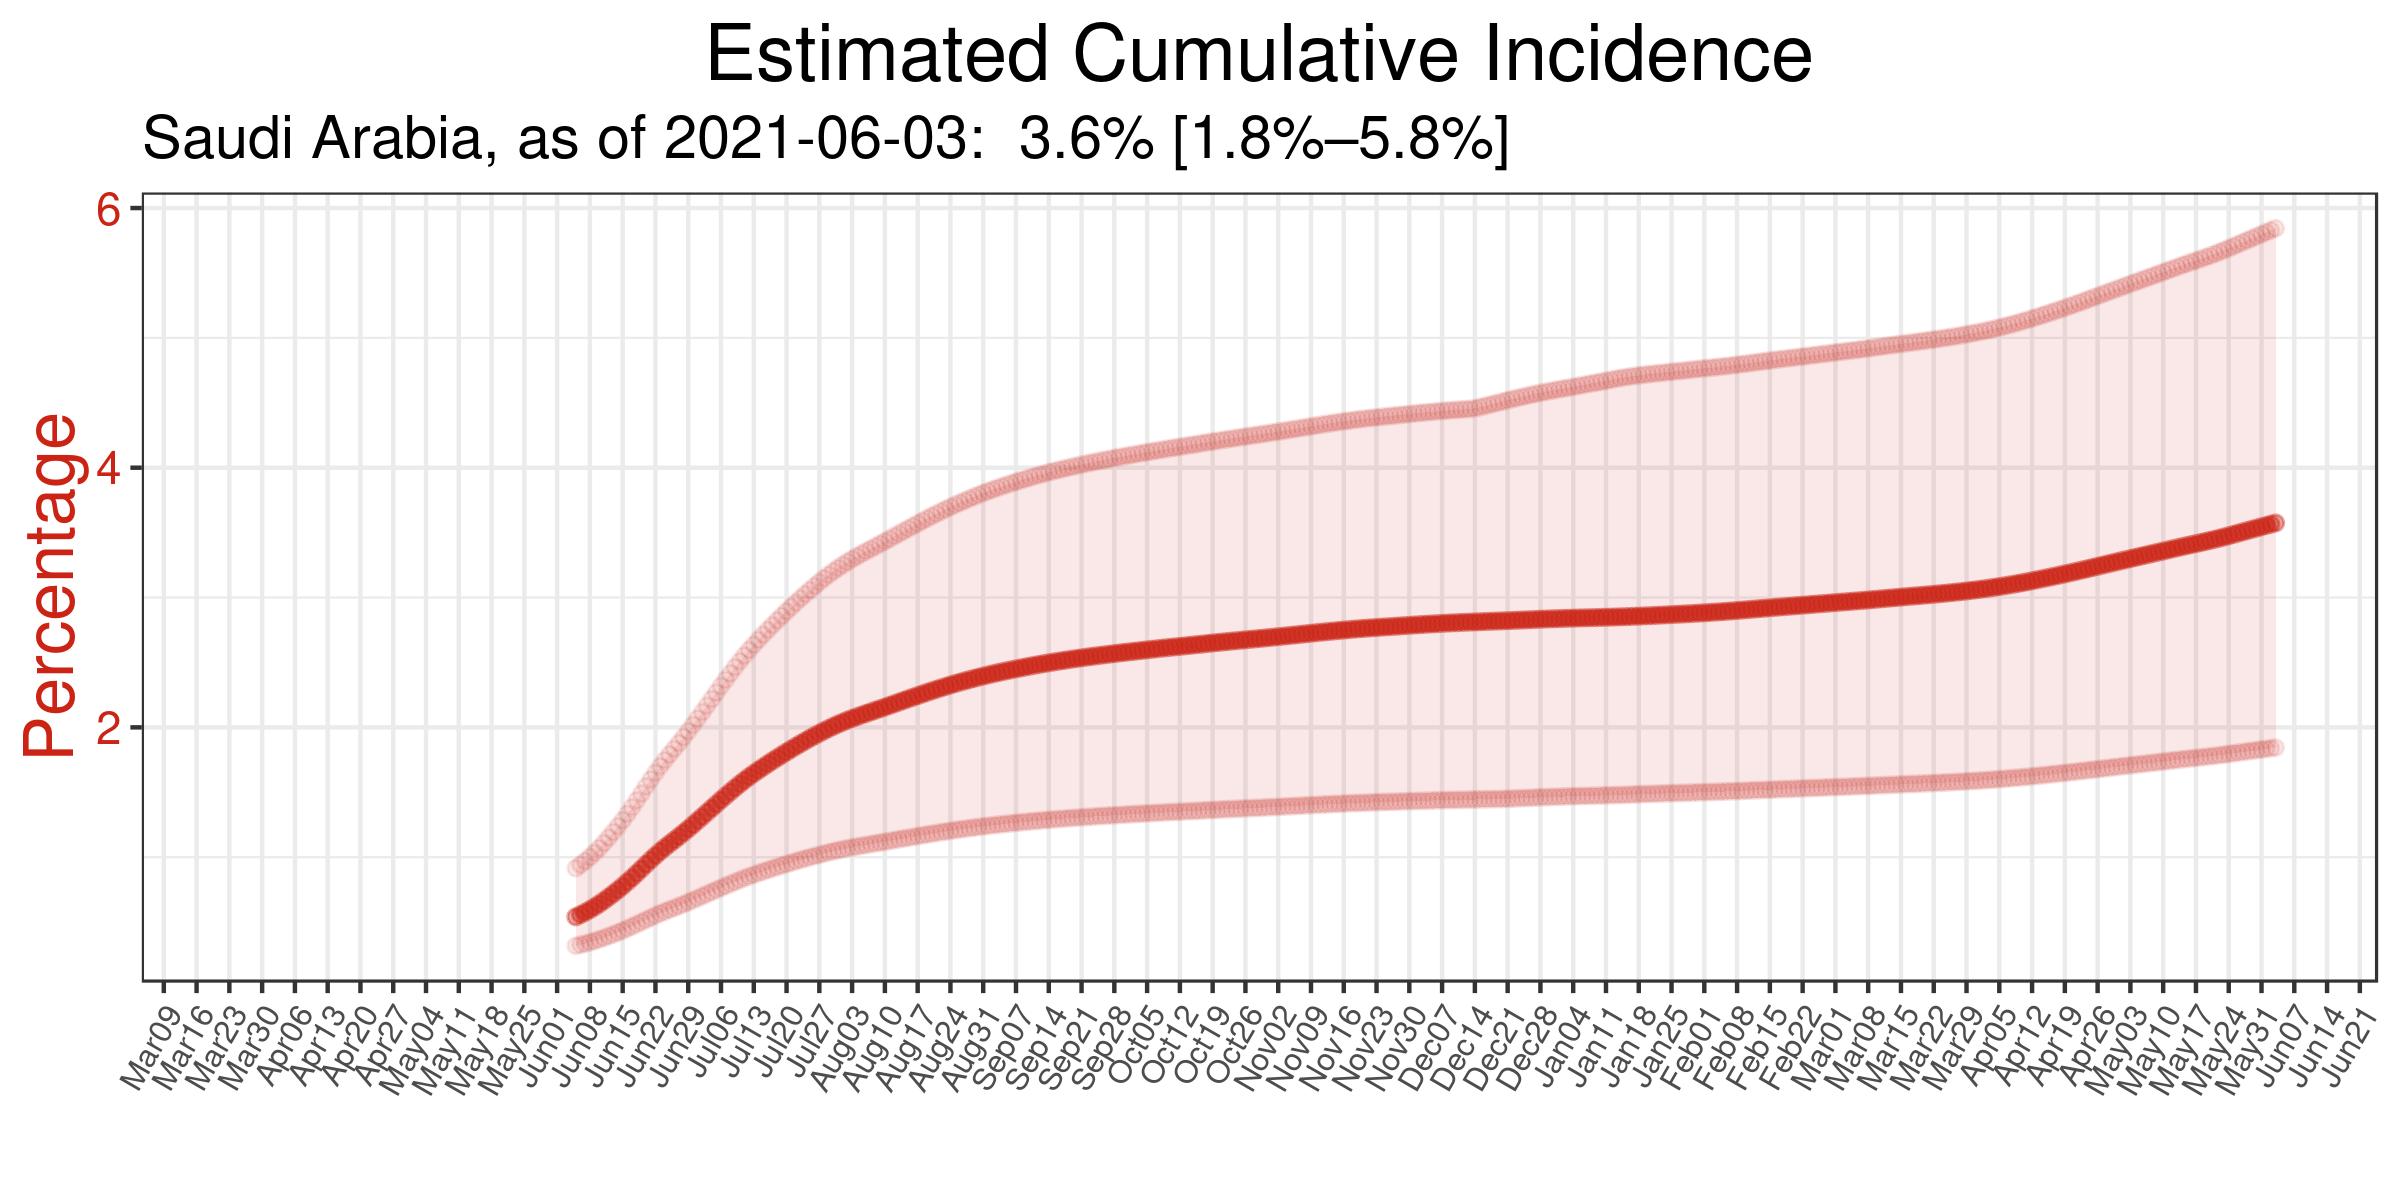 Estimated Cumulative Incidence
Saudi Arabia, as of 2021-06-03:  3.6% [1.8%–5.8%]
Percentage
6
4
2
Mar09
Mar16
Mar23
Mar30
Apr06
Apr13
Apr20
Apr27
May04
May11
May18
May25
Jun01
Jun08
Jun15
Jun22
Jun29
Jul06
Jul13
Jul20
Jul27
Aug03
Aug10
Aug17
Aug24
Aug31
Sep07
Sep14
Sep21
Sep28
Oct05
Oct12
Oct19
Oct26
Nov02
Nov09
Nov16
Nov23
Nov30
Dec07
Dec14
Dec21
Dec28
Jan04
Jan11
Jan18
Jan25
Feb01
Feb08
Feb15
Feb22
Mar01
Mar08
Mar15
Mar22
Mar29
Apr05
Apr12
Apr19
Apr26
May03
May10
May17
May24
May31
Jun07
Jun14
Jun21